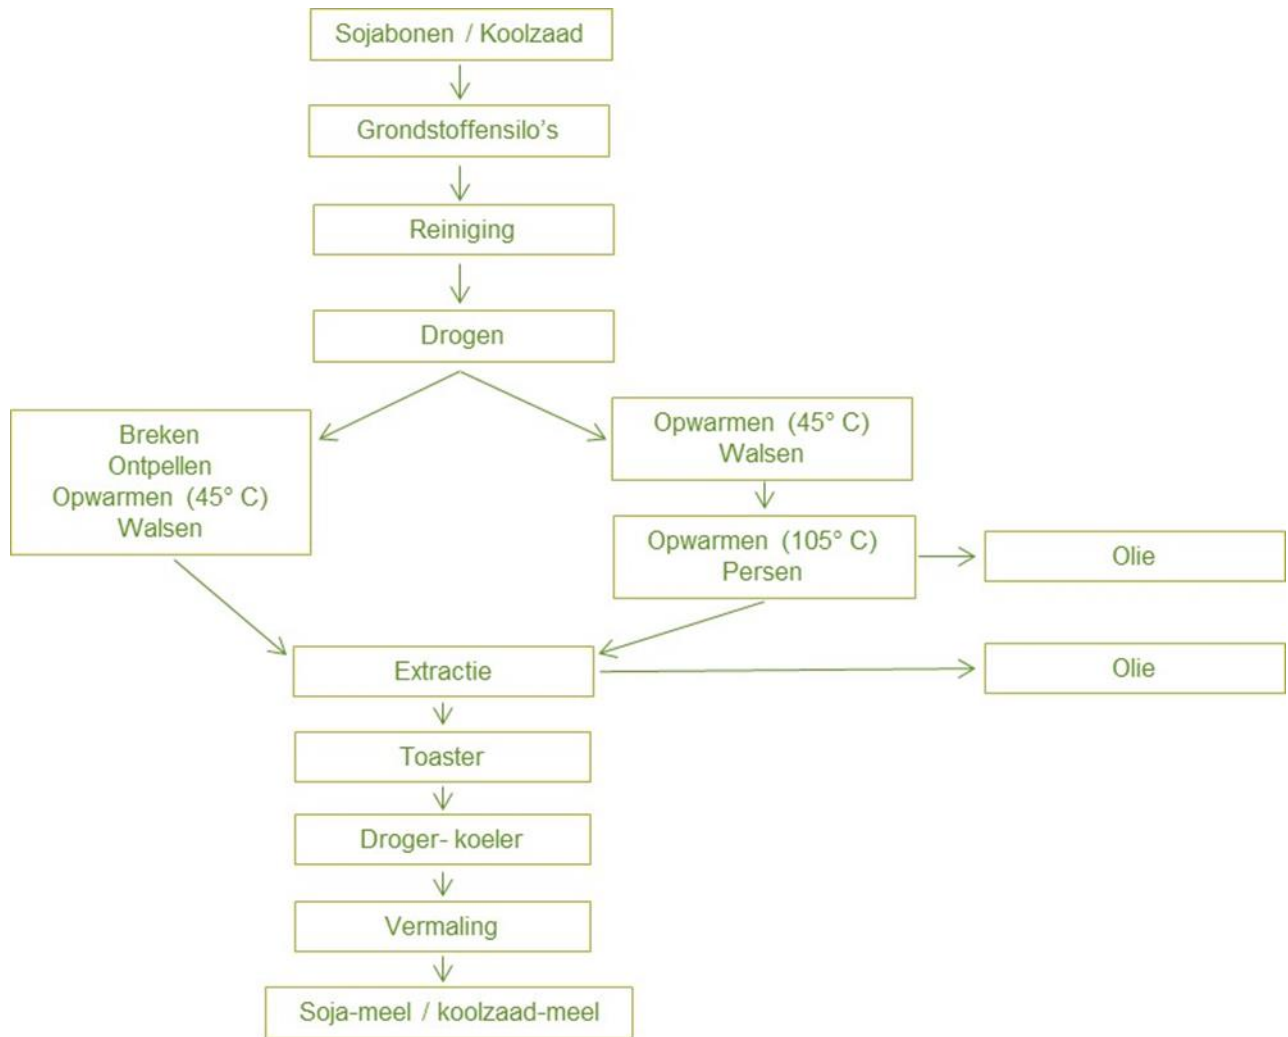 Sojabonen / Koolzaad
Grondstoffensilo's
Reiniging
Drogen
Breken
Ontpellen
Opwarmen (45° C)
Walsen
Opwarmen (45° C)
Walsen
Opwarmen (105° C)
Persen
Olie
Extractie
Olie
Toaster
Droger- koeler
Vermaling
Soja-meel / koolzaad-meel